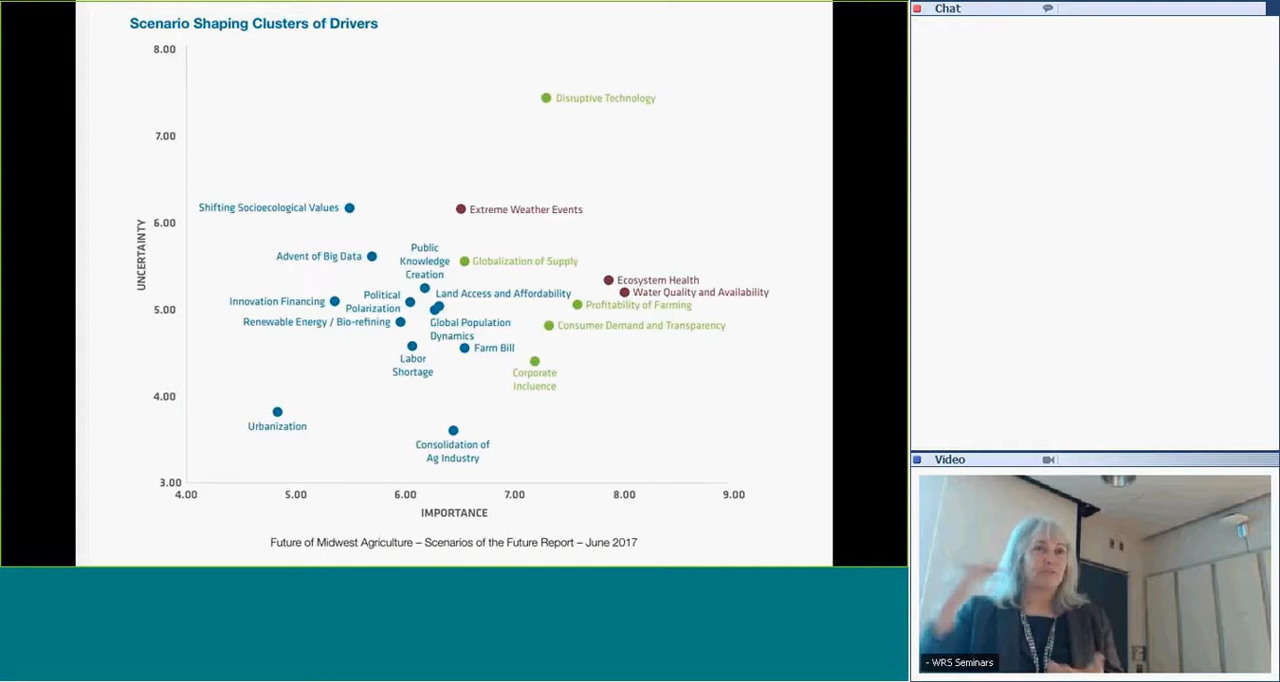 Scenario Shaping Clusters of Drivers
8.00
7.00
6.00
5.00
4.00
3.00
UNCERTAINTY
Disruptive Technology
Shifting Socioecological Values
Extreme Weather Events
Advent of Big Data
Public
Knowledge
Creation
Globalization of Supply
Ecosystem Health
Water Quality and Availability
Innovation Financing
Political
Polarization
Land Access and Affordability
Profitability of Farming
Renewable Energy / Bio-refining
Global Population
Dynamics
Consumer Demand and Transparency
Labor
Shortage
Farm Bill
Corporate
Incluence
Urbanization
Consolidation of
Ag Industry
4.00 5.00 6.00 7.00 8.00 9.00
IMPORTANCE
Future of Midwest Agriculture – Scenarios of the Future Report – June 2017
Chat
Video
- WRS Seminars